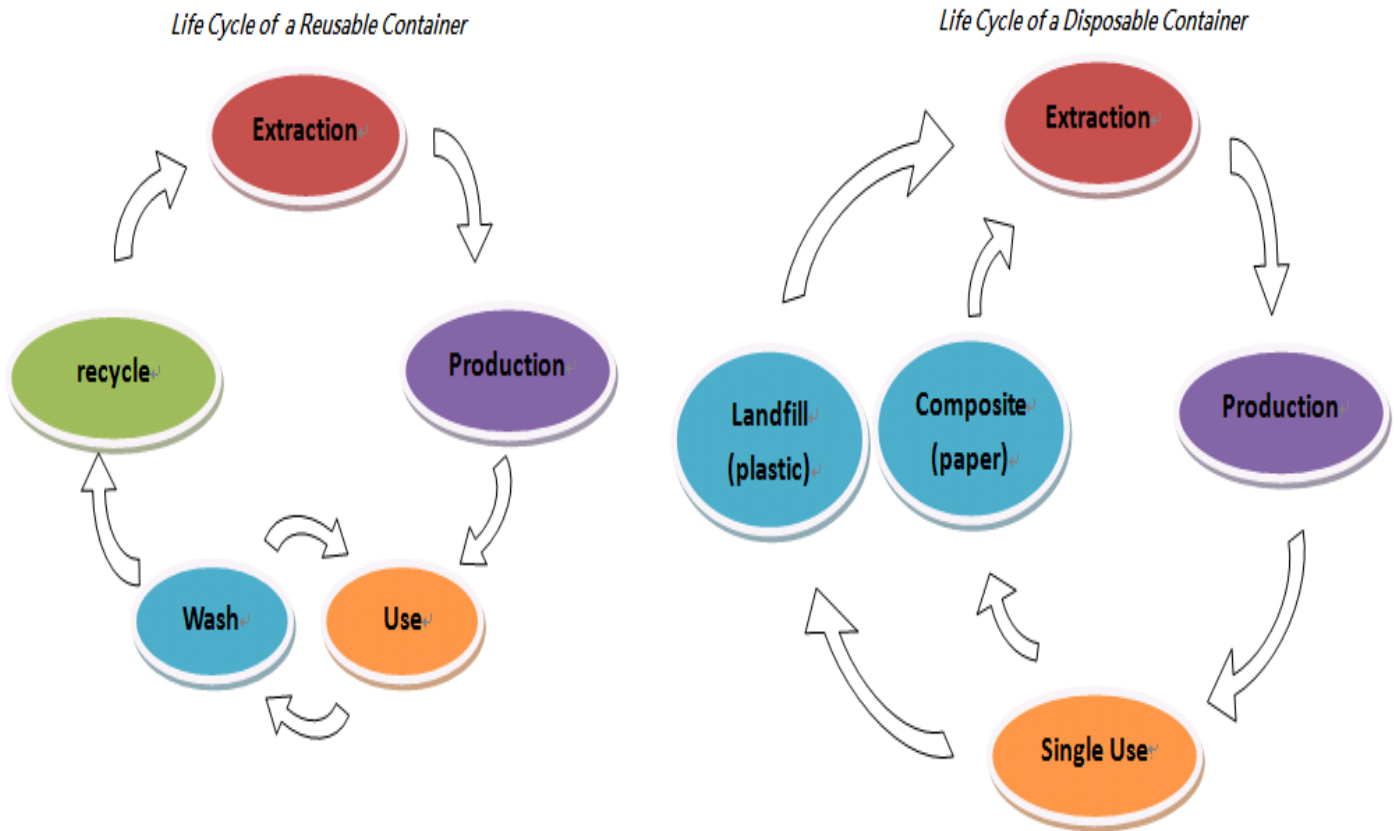 Life Cycle of a Reusable Container
Extraction
Production
recycle
Wash
Use
Life Cycle of a Disposable Container
Extraction
Production
Landfill
(plastic)
Composite
(paper)
Single Use